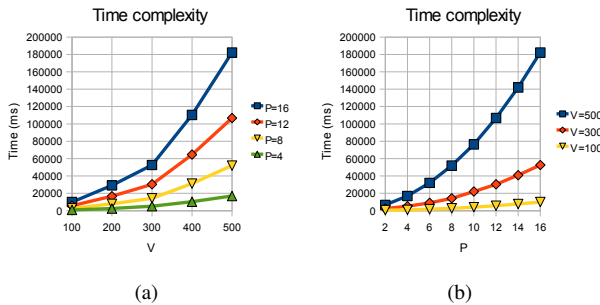 Time complexity
200000
180000
160000
140000
120000
100000
80000
60000
40000
20000
0
Time (ms)
100 200 300 400 500
V
P=16
P=12
P=8
P=4
(a)
Time complexity
200000
180000
160000
140000
120000
100000
80000
60000
40000
20000
0
Time (ms)
2 4 6 8 10 12 14 16
P
V=500
V=300
V=100
(b)